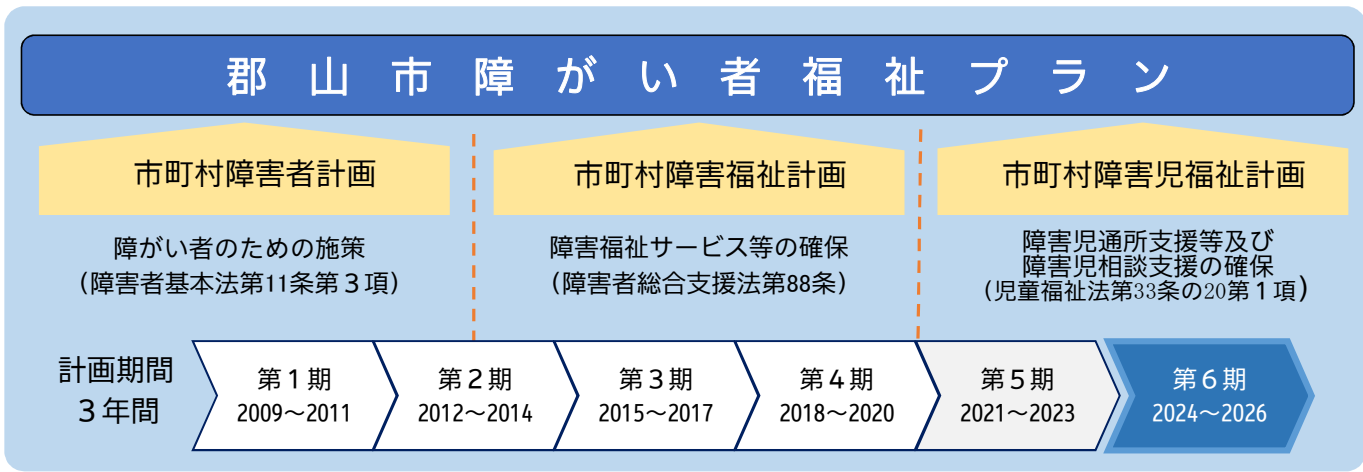 郡山市障がい者福祉プラン
市町村障害者計画
障がい者のための施策
(障害者基本法第11条第３項)
市町村障害福祉計画
障害福祉サービス等の確保
(障害者総合支援法第88条)
市町村障害児福祉計画
障害児通所支援等及び
障害児相談支援の確保
(児童福祉法第33条の20第１項)
計画期間
３年間
第１期
2009～2011
第２期
2012～2014
第３期
2015～2017
第４期
2018～2020
第５期
2021～2023
第６期
2024～2026